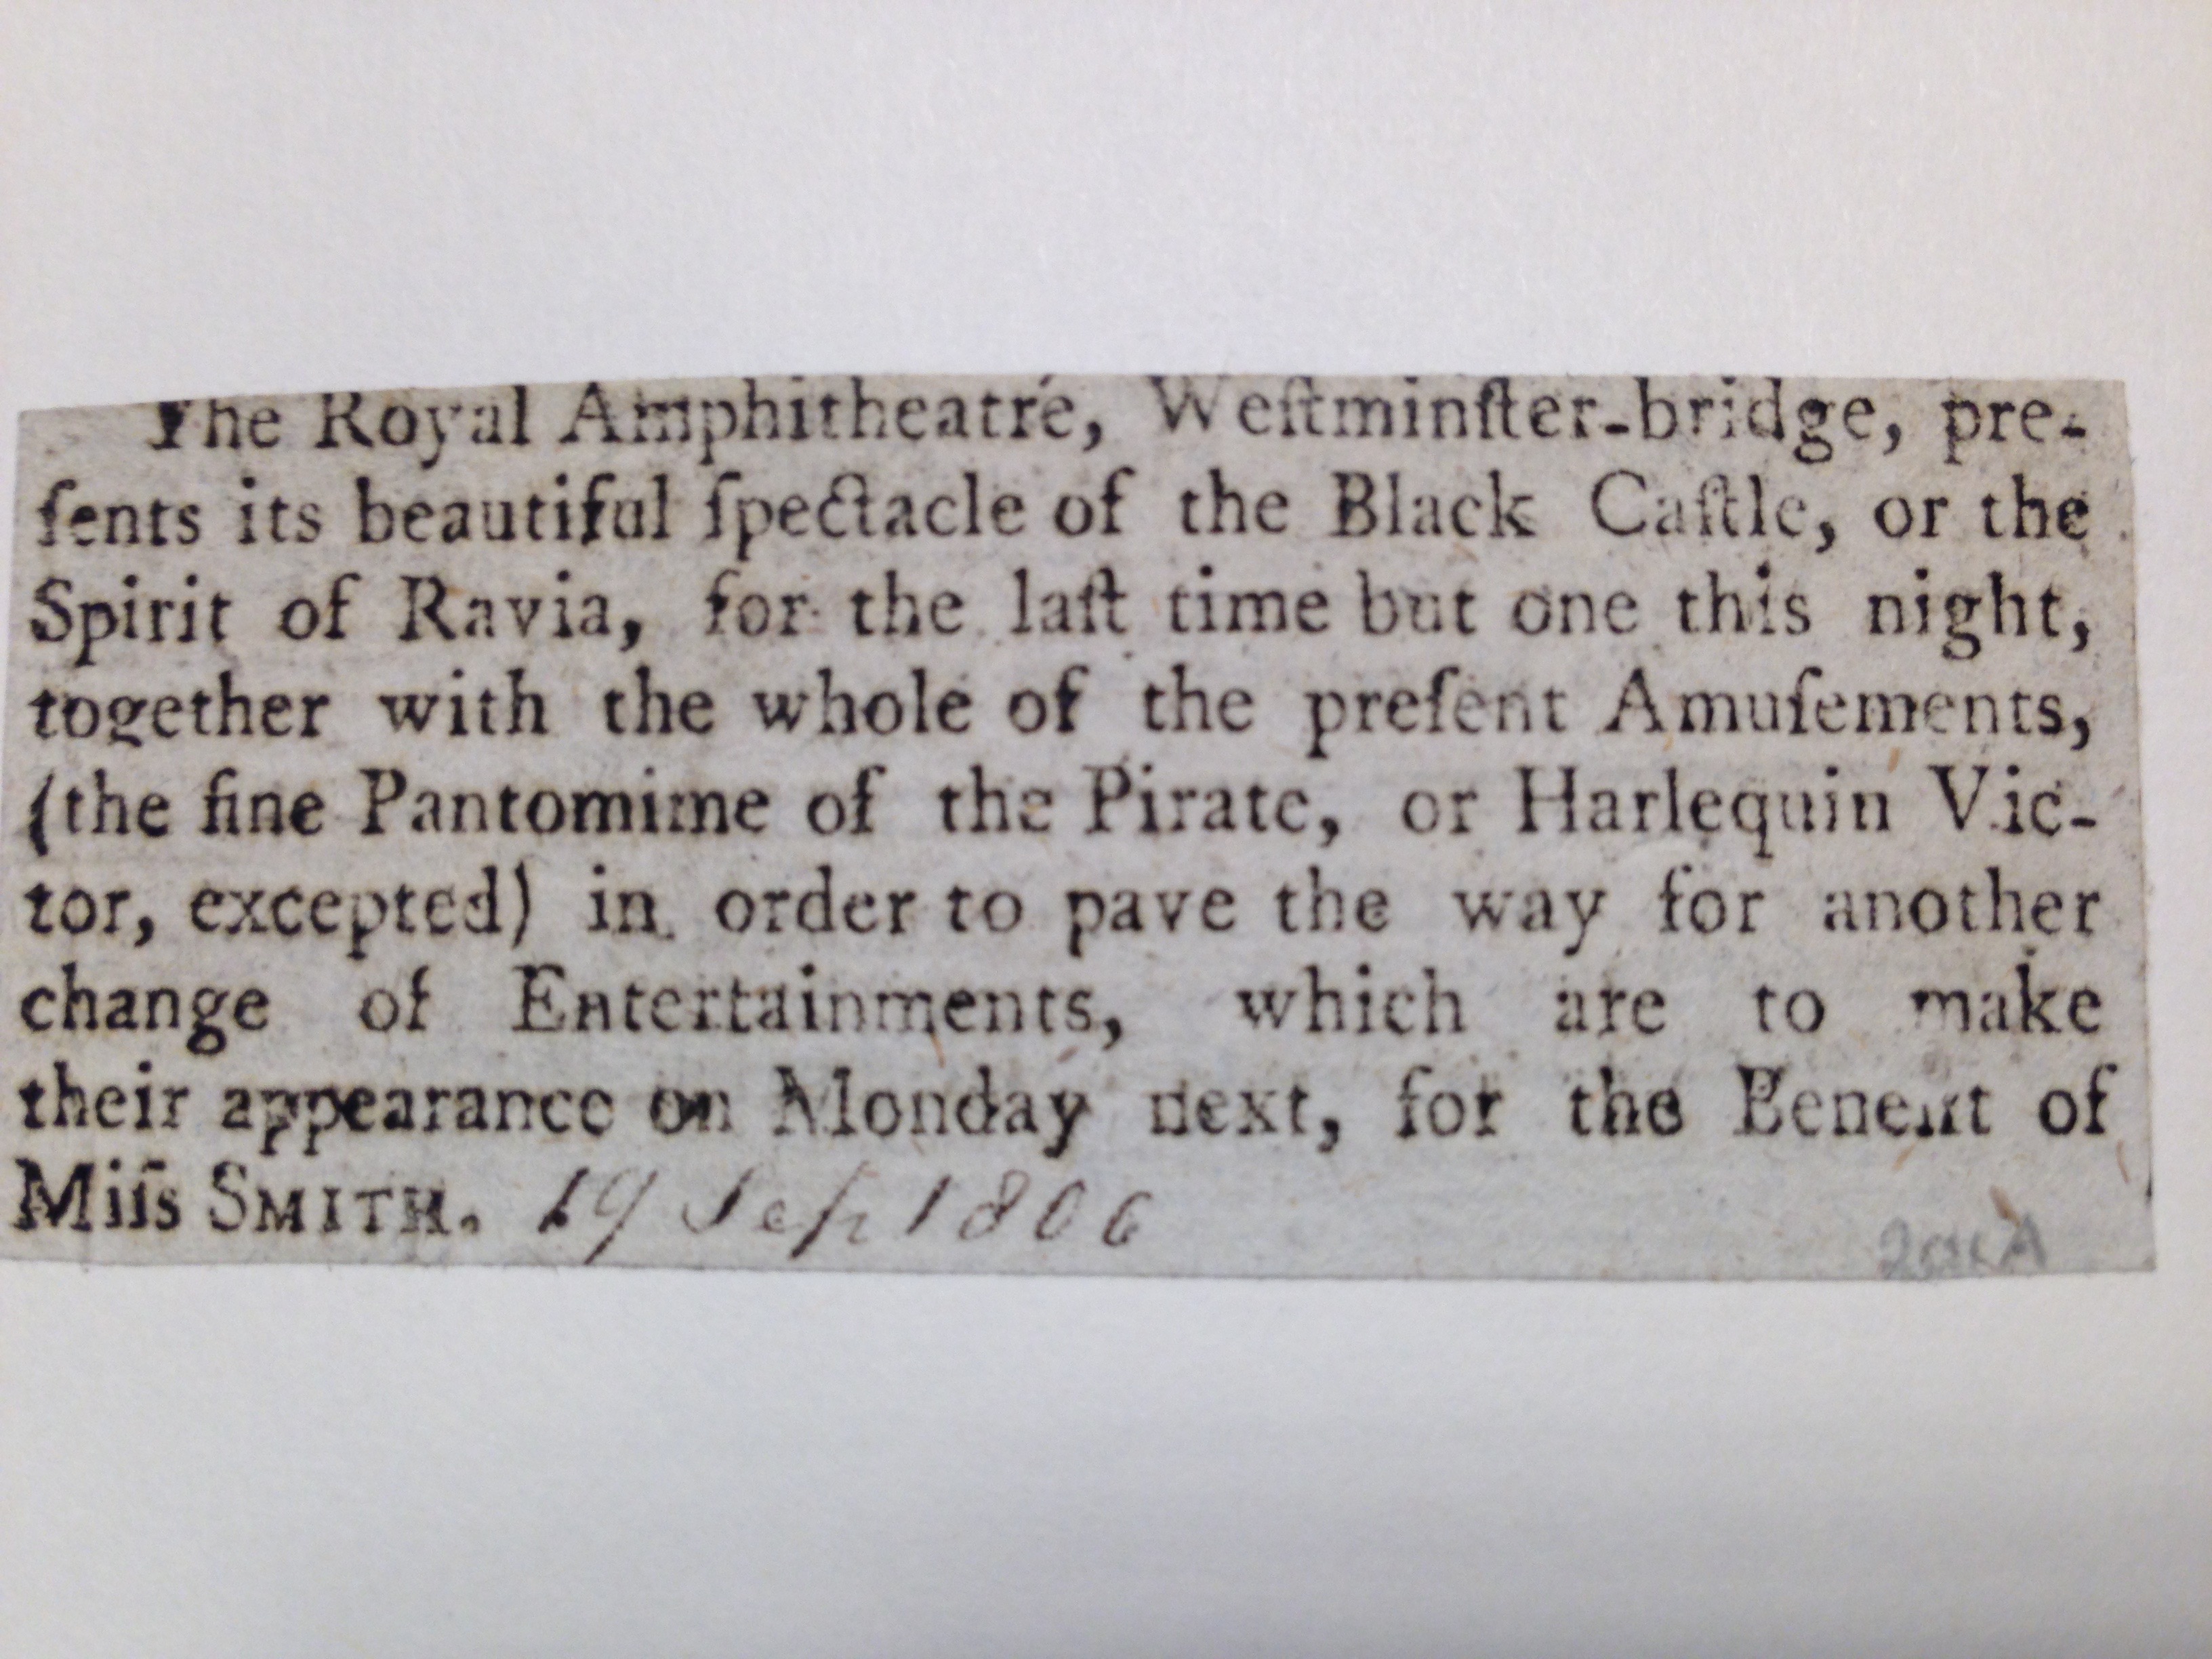 The Royal Amphitheatre, Weſtminſter-bridge, pre-
ſents its beautiful ſpectacle of the Black Caſtle, or the
Spirit of Ravia, for the laſt time but one this night,
together with the whole of the preſent Amuſements,
(the fine Pantomime of the Pirate, or Harlequin Vic-
tor, excepted) in order to pave the way for another
change of Entertainments, which are to make
their appearance on Monday next, for the Benefit of
Miſs SMITH. 19 Sep 1806